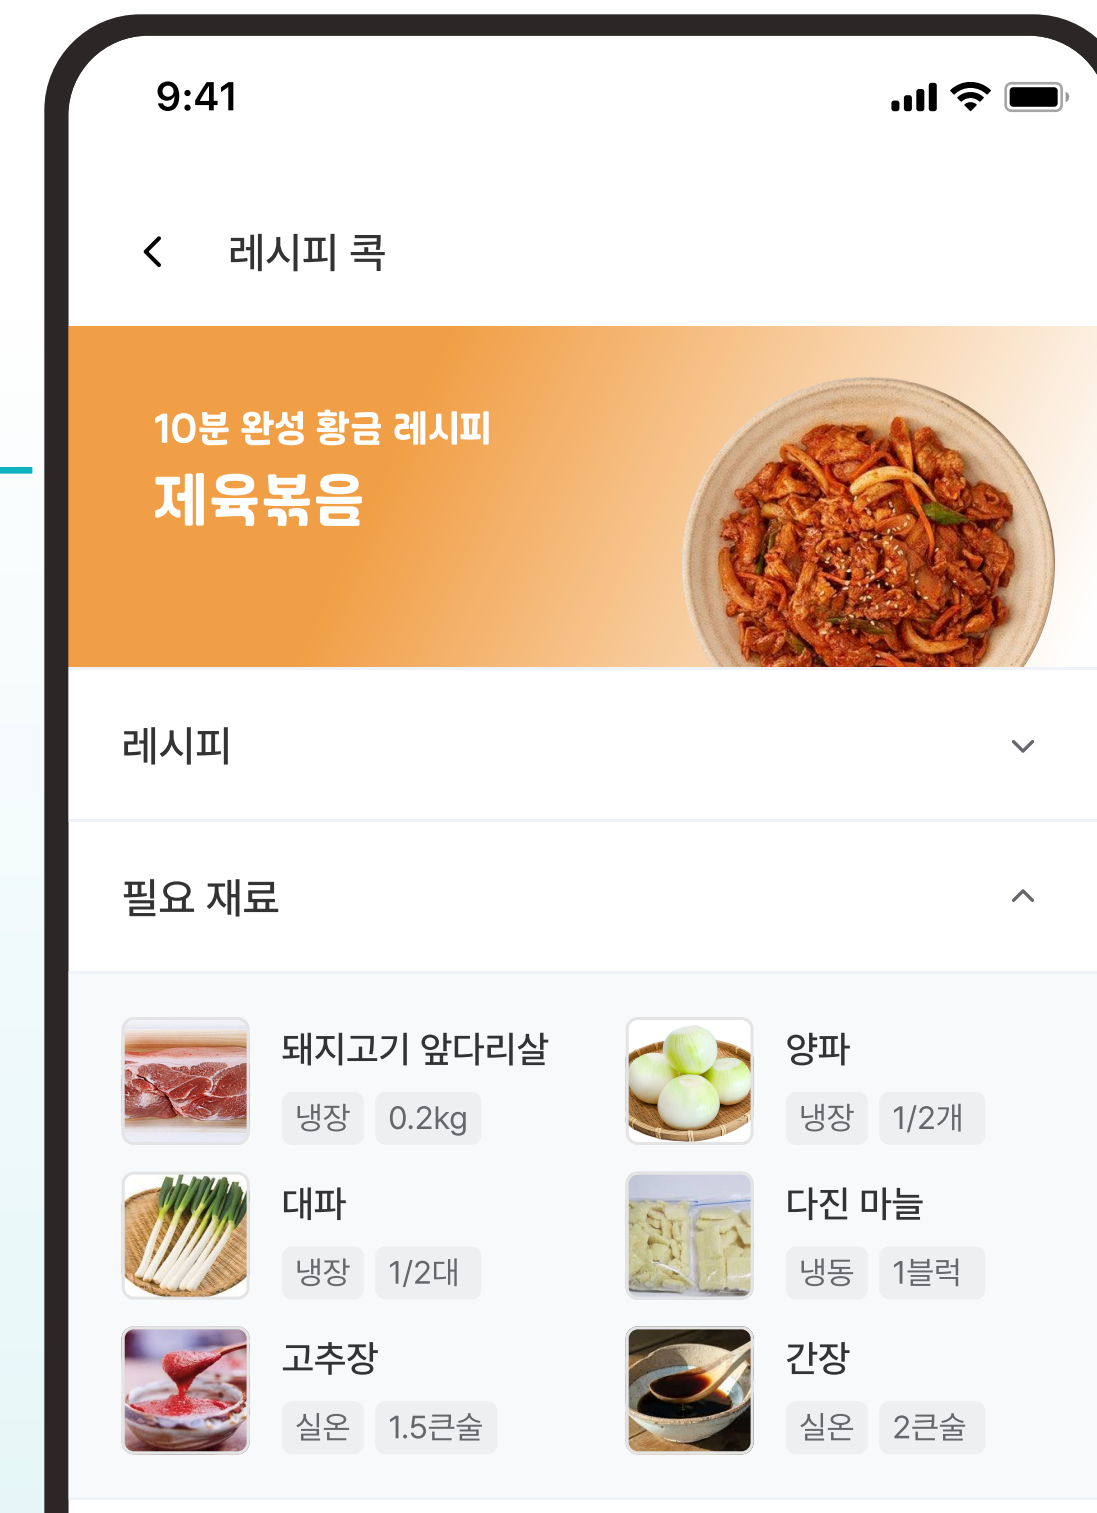 9:41
레시피 콕
10분 완성 황금 레시피
제육볶음
레시피
필요 재료
돼지고기 앞다리살
냉장 0.2kg
양파
냉장 1/2개
대파
냉장 1/2대
다진 마늘
냉동 1블럭
고추장
실온 1.5큰술
간장
실온 2큰술